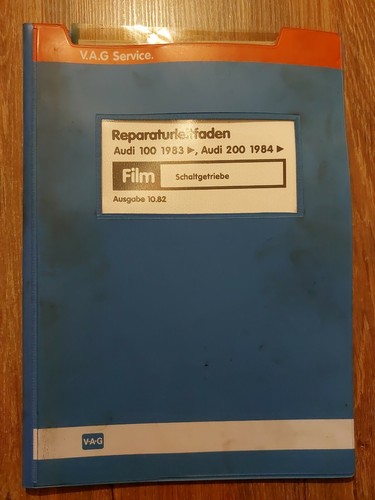 V.A.G Service.
Reparaturleitfaden
Audi 100 1983 ►, Audi 200 1984 ►
Film Schaltgetriebe
Ausgabe 10.82
V·A·G